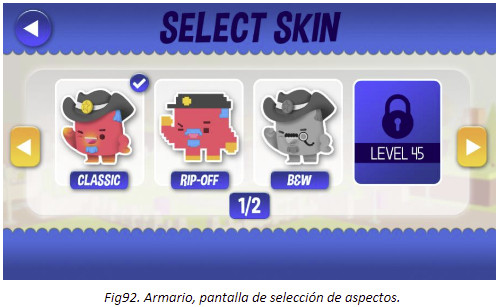 SELECT SKIN
CLASSIC
RIP-OFF
B&W
LEVEL 45
1/2
Fig92. Armario, pantalla de selección de aspectos.